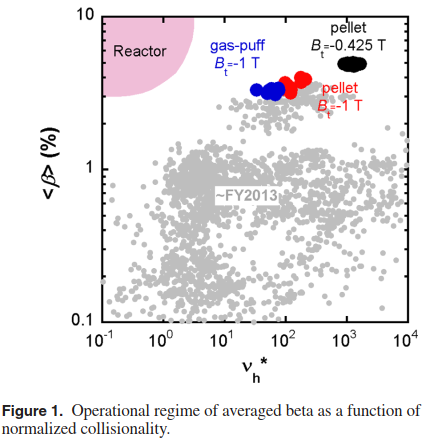 10
Reactor
gas-puff
Bt=-1 T
pellet
Bt=-0.425 T
pellet
Bt=-1 T
<β> (%)
1
~FY2013
0.1
10-1 100 101 102 103 104
νh*
Figure 1. Operational regime of averaged beta as a function of
normalized collisionality.